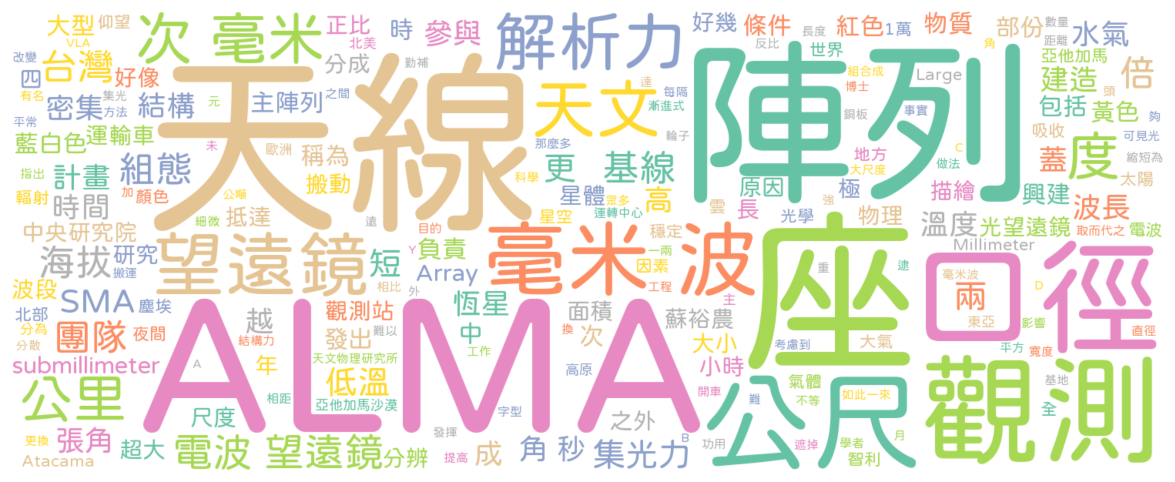 大型 仰望 次 毫米 正比 時 參與 解析力 好幾 條件 紅色 1萬 物質 部份 數量 水氣
改變 VLA 北美 反比 長度 世界 角 距離 亞他加馬
四 台灣 好像 分成 勤補 天線 天文 達 每隔 陣列 組合成 博士 Large 建造 倍
有名 集光 密集 方法 結構 元 主陣列 之間 漸進式 銅板 事實 頭 包括 黃色 夠
平常 藍白色 運輸車 未 歐洲 稱為 那麼多 輪子 地方 大尺度 C 做法 吸收 可見光
指出 計畫 組態 加 顏色 公噸 搬動 更 科學 基線 原因 極 描繪 蓋 度 縮短為 太陽
輻射 時間 細微 抵達 遠 星體 眾多 高 雲 長 強 物理 興建 波長
中央研究院 望遠鏡 目的 星空 運轉中心 穩定 光學 溫度 光望遠鏡 取而代之 電波
海拔 研究 搬運 短 負責 Y 毫米 波 一兩 因素 座 Millimeter 口徑
波段 SMA 塵埃 相比 Array 外 工程 重 逮 毫米波 兩 D
北部 分為 團隊 夜間 越 觀測站 恆星 中 次 面積 主 蘇裕農 大氣 東亞 影響 直徑
分散 ALMA 發出 結構力 難以 工作 換 大小 考慮到 平方 寬度
submillimeter A 年 天文物理研究所 低溫 高原 小時 氣體 如此一來 觀測 基地
公里 尺度 相距 亞他加馬沙漠 字型 之外 開車 公尺 難 不等 全
更換 張角 超大 電波 望遠鏡 分辨 發揮 提高 成 角 秒 B 集光力 功用 遮掉 學者 月
Atacama 智利